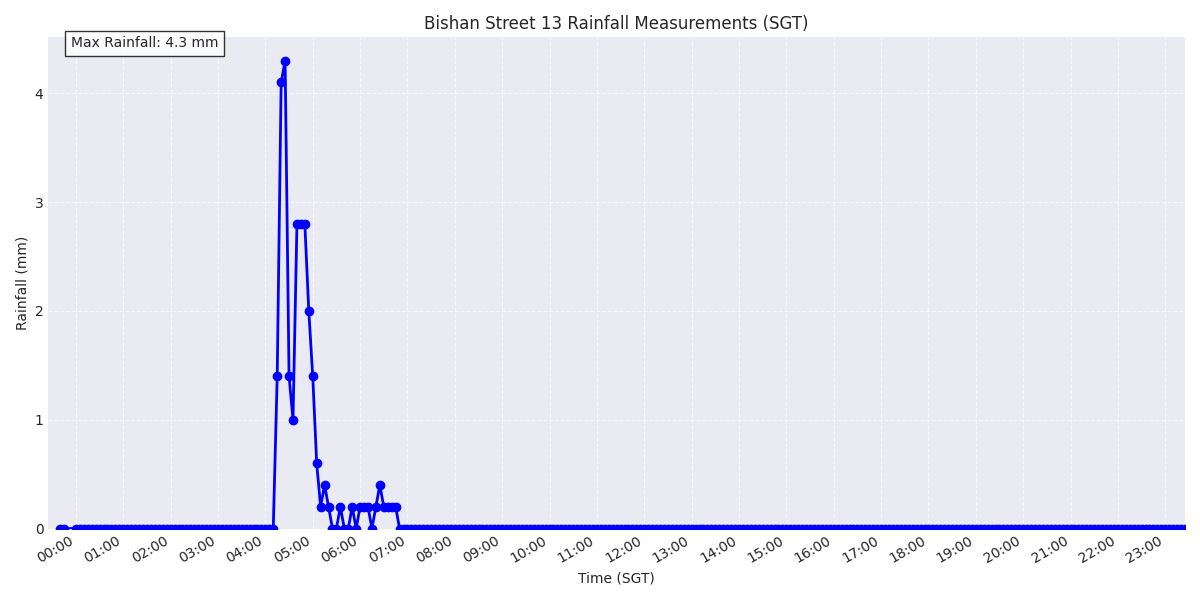 Bishan Street 13 Rainfall Measurements (SGT)
Max Rainfall: 4.3 mm
Rainfall (mm)
4
3
2
1
0
00:00 01:00 02:00 03:00 04:00 05:00 06:00 07:00 08:00 09:00 10:00 11:00 12:00 13:00 14:00 15:00 16:00 17:00 18:00 19:00 20:00 21:00 22:00 23:00
Time (SGT)